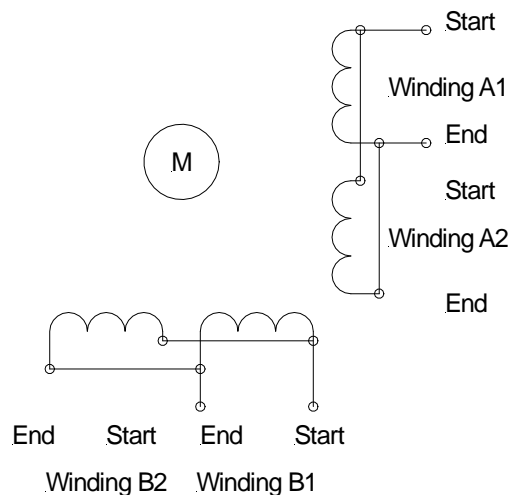 Start
Winding A1
M
End
Start
Winding A2
End
End Start End Start
Winding B2 Winding B1